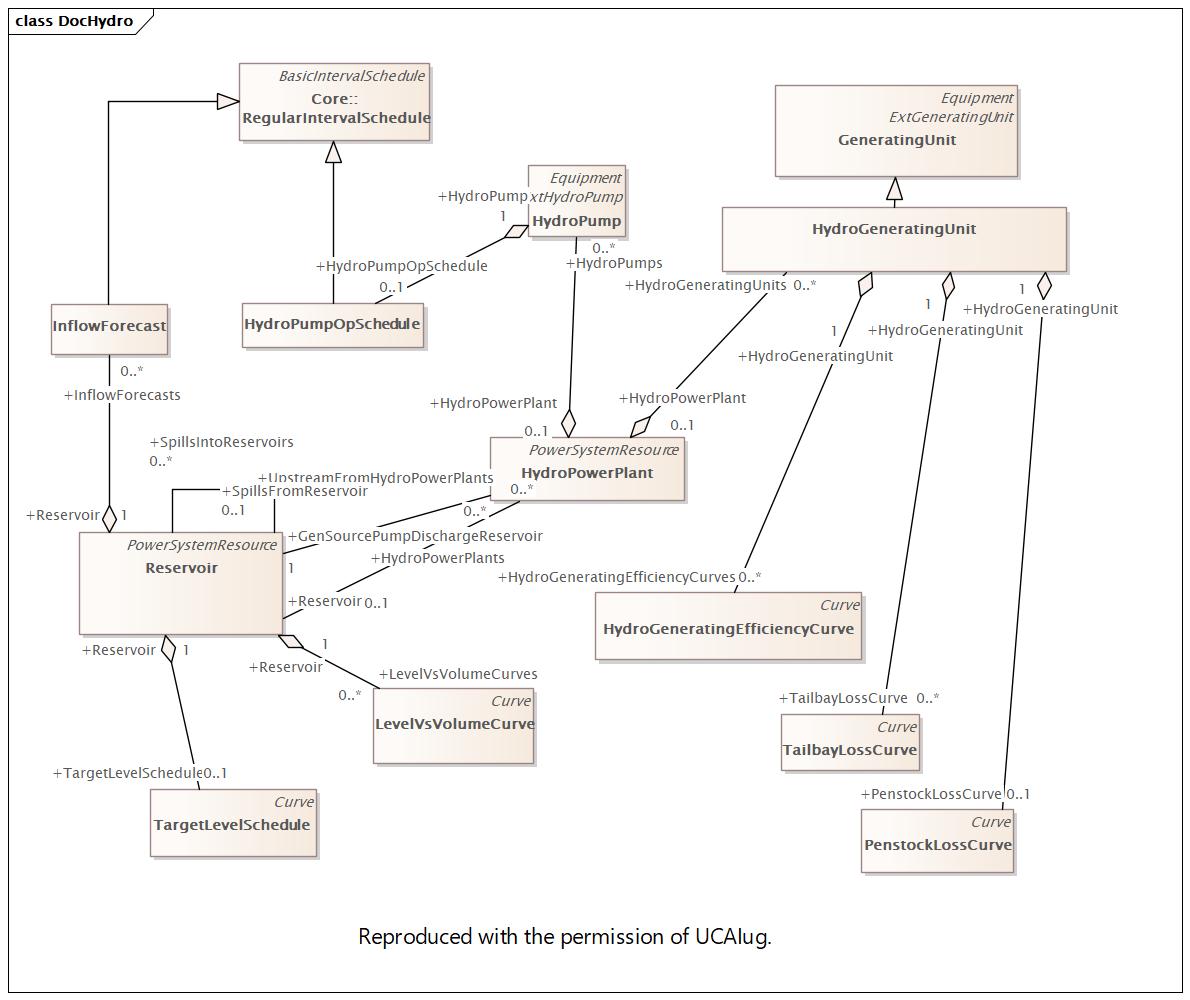 class DocHydro
BasicIntervalSchedule
Core::
RegularIntervalSchedule
Equipment
ExtGeneratingUnit
GeneratingUnit
Equipment
xtHydroPump
HydroPump
+HydroPump
1
0..*
+HydroPumps
HydroGeneratingUnit
+HydroPumpOpSchedule
0..1
HydroPumpOpSchedule
+HydroGeneratingUnits 0..*
1
+HydroGeneratingUnit
1
+HydroGeneratingUnit
1
+HydroGeneratingUnit
InflowForecast
0..*
+InflowForecasts
+HydroPowerPlant
0..1
+HydroPowerPlant
0..1
+SpillsIntoReservoirs
0..*
PowerSystemResource
HydroPowerPlant
+UpstreamFromHydroPowerPlants
0..*
+SpillsFromReservoir
0..1
+Reservoir
1
0..*
+GenSourcePumpDischargeReservoir
1
+HydroPowerPlants
PowerSystemResource
Reservoir
+Reservoir
0..1
+HydroGeneratingEfficiencyCurves
0..*
Curve
HydroGeneratingEfficiencyCurve
+Reservoir
1
1
+Reservoir
+LevelVsVolumeCurves
0..*
Curve
LevelVsVolumeCurve
+TailbayLossCurve 0..*
Curve
TailbayLossCurve
+TargetLevelSchedule
0..1
Curve
TargetLevelSchedule
+PenstockLossCurve
0..1
Curve
PenstockLossCurve
Reproduced with the permission of UCAIug.